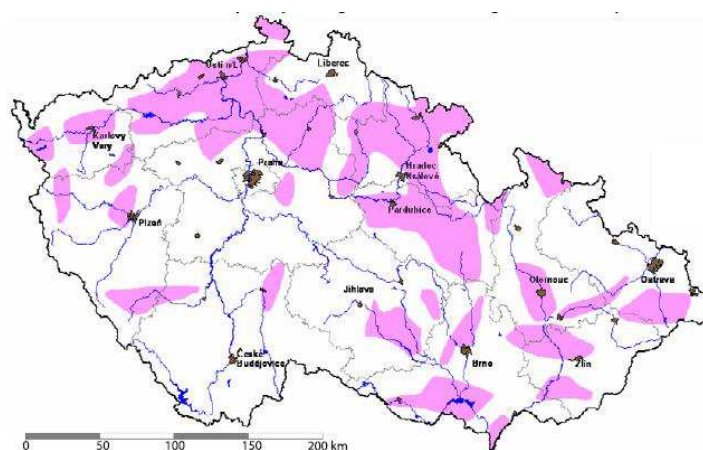 Liberec
Karlovy
Vary
Praha
Hradec
Králové
Pardubice
Plzeň
Olomouc
Ostrava
Jihlava
České
Budějovice
Brno
Zlín
0 50 100 150 200 km